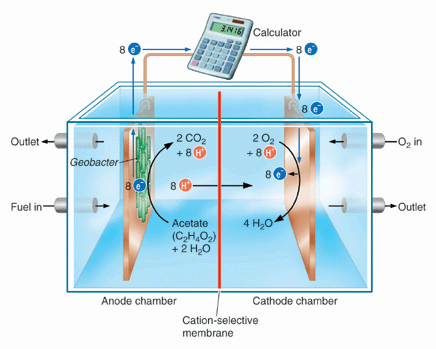 3.1416
Calculator
8 e-
8 e-
8 e-
Outlet
Geobacter
2 CO₂
+ 8 H⁺
2 O₂
+ 8 H⁺
O₂ in
8 e-
8 H⁺
8 e-
Fuel in
Outlet
Acetate
(C₂H₄O₂)
+ 2 H₂O
4 H₂O
Anode chamber
Cathode chamber
Cation-selective
membrane